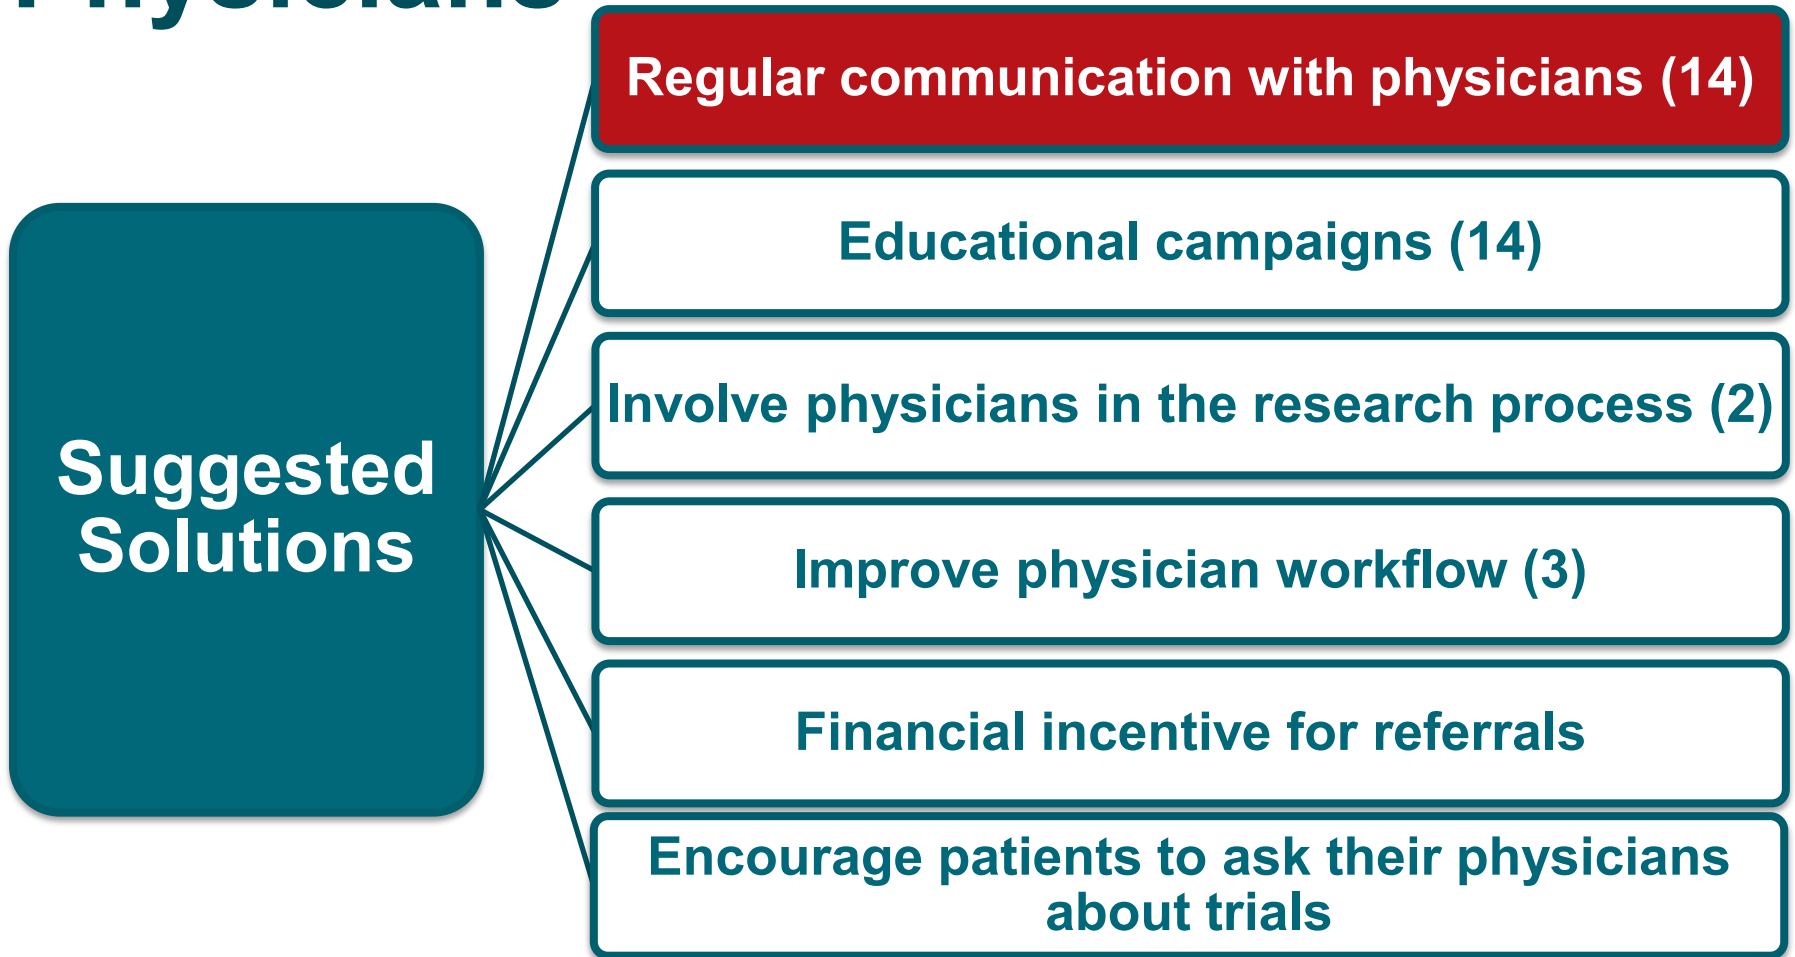 Physicians
Regular communication with physicians (14)
Educational campaigns (14)
Involve physicians in the research process (2)
Suggested
Solutions
Improve physician workflow (3)
Financial incentive for referrals
Encourage patients to ask their physicians
about trials